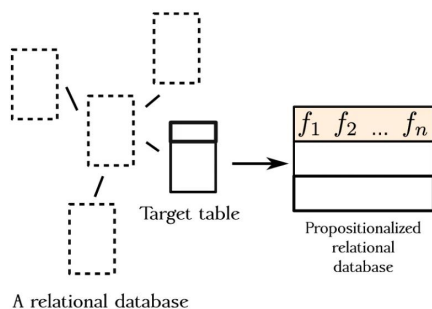 f₁ f₂ ... fₙ
Target table
Propositionalized
relational
database
A relational database